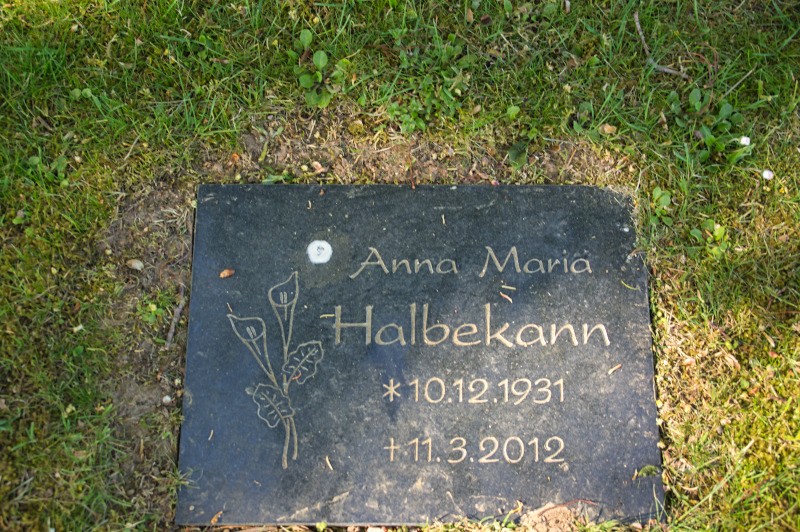 Anna Maria
Halbekann
* 10.12.1931
† 11.3.2012